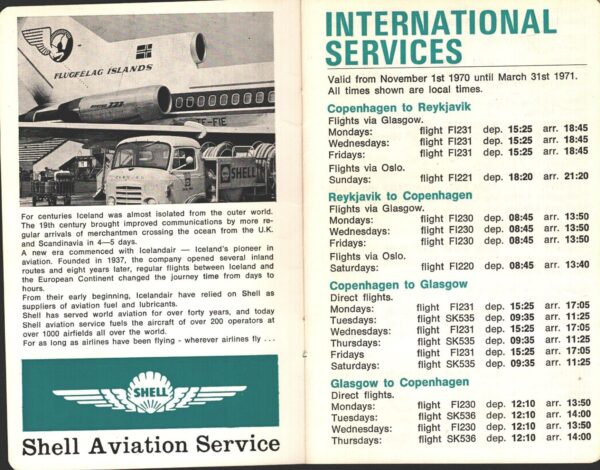 FLUGFÉLAG ÍSLANDS
BOEING 727
TF-FIE
SHELL
For centuries Iceland was almost isolated from the outer world.
The 19th century brought improved communications by more re-
gular arrivals of merchantmen crossing the ocean from the U.K.
and Scandinavia in 4—5 days.
A new era commenced with Icelandair — Iceland's pioneer in
aviation. Founded in 1937, the company opened several inland
routes and eight years later, regular flights between Iceland and
the European Continent changed the journey time from days to
hours.
From their early beginning, Icelandair have relied on Shell as
suppliers of aviation fuel and lubricants.
Shell has served world aviation for over forty years, and today
Shell aviation service fuels the aircraft of over 200 operators at
over 1000 airfields all over the world.
For as long as airlines have been flying - wherever airlines fly ...
SHELL
Shell Aviation Service
INTERNATIONAL
SERVICES
Valid from November 1st 1970 until March 31st 1971.
All times shown are local times.
Copenhagen to Reykjavik
Flights via Glasgow.
Mondays: flight FI231 dep. 15:25 arr. 18:45
Wednesdays: flight FI231 dep. 15:25 arr. 18:45
Fridays: flight FI231 dep. 15:25 arr. 18:45
Flights via Oslo.
Sundays: flight FI221 dep. 18:20 arr. 21:20
Reykjavik to Copenhagen
Flights via Glasgow.
Mondays: flight FI230 dep. 08:45 arr. 13:50
Wednesdays: flight FI230 dep. 08:45 arr. 13:50
Fridays: flight FI230 dep. 08:45 arr. 13:50
Flights via Oslo.
Saturdays: flight FI220 dep. 08:45 arr. 13:40
Copenhagen to Glasgow
Direct flights.
Mondays: flight FI231 dep. 15:25 arr. 17:05
Tuesdays: flight SK535 dep. 09:35 arr. 11:25
Wednesdays: flight FI231 dep. 15:25 arr. 17:05
Thursdays: flight SK535 dep. 09:35 arr. 11:25
Fridays flight FI231 dep. 15:25 arr. 17:05
Saturdays: flight SK535 dep. 09:35 arr. 11:25
Glasgow to Copenhagen
Direct flights.
Mondays: flight FI230 dep. 12:10 arr. 13:50
Tuesdays: flight SK536 dep. 12:10 arr. 14:00
Wednesdays: flight FI230 dep. 12:10 arr. 13:50
Thursdays: flight SK536 dep. 12:10 arr. 14:00